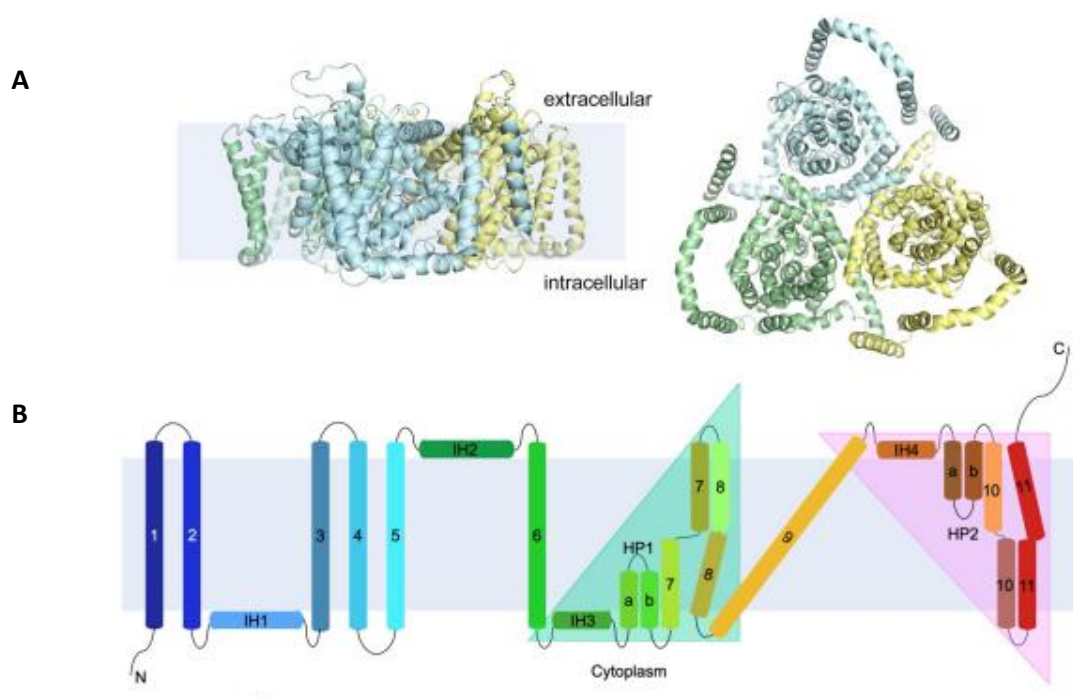 A
extracellular
intracellular
B
C
IH2
IH4
a
b
10
11
7
8
1
2
3
4
5
6
9
HP1
HP2
7
a
b
8
10
11
IH1
IH3
N
Cytoplasm